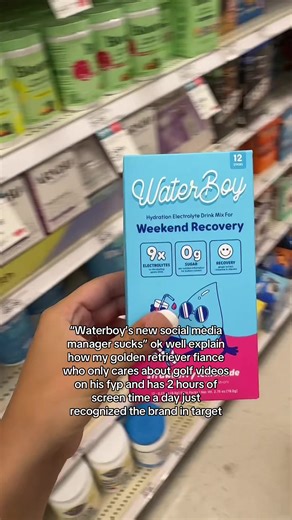 12
WaterBoy
Hydration Electrolyte Drink Mix For
Weekend Recovery
9x
0g
ELECTROLYTES
SUGAR
RECOVERY
“Waterboy’s new social media
manager sucks” ok well explain
how my golden retriever fiance
who only cares about golf videos
on his fyp and has 2 hours of
screen time a day just
recognized the brand in target